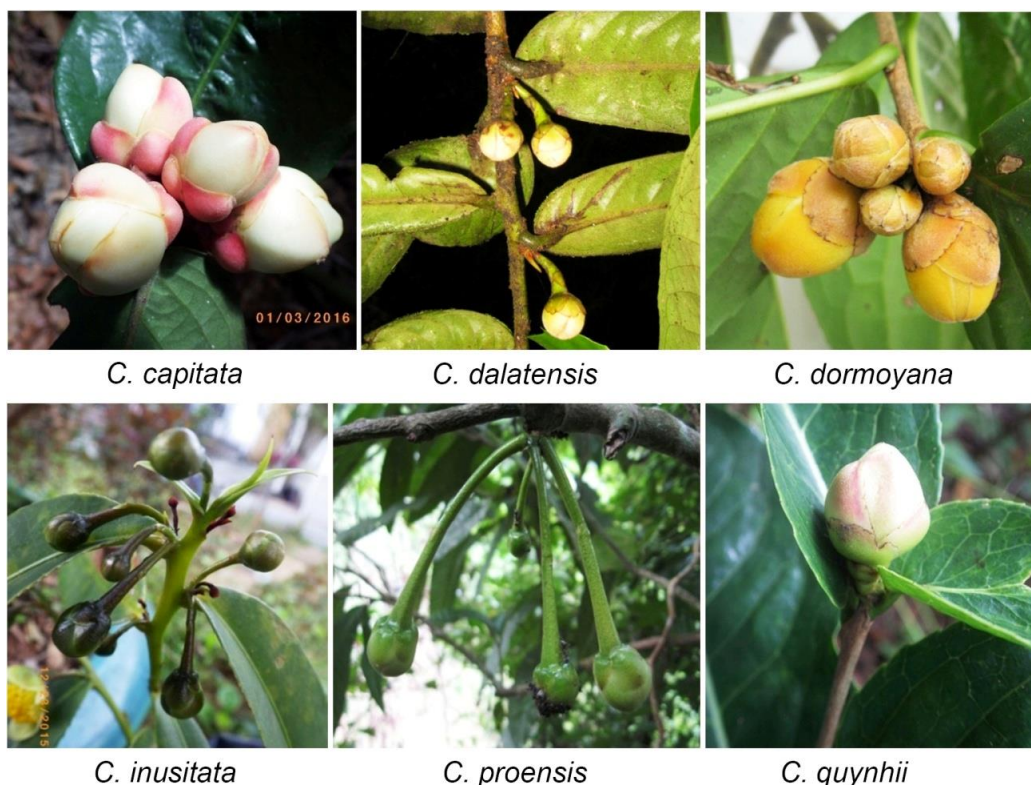 01/03/2016
C. capitata
C. dalatensis
C. dormoyana
C. inusitata
C. proensis
C. quynhii